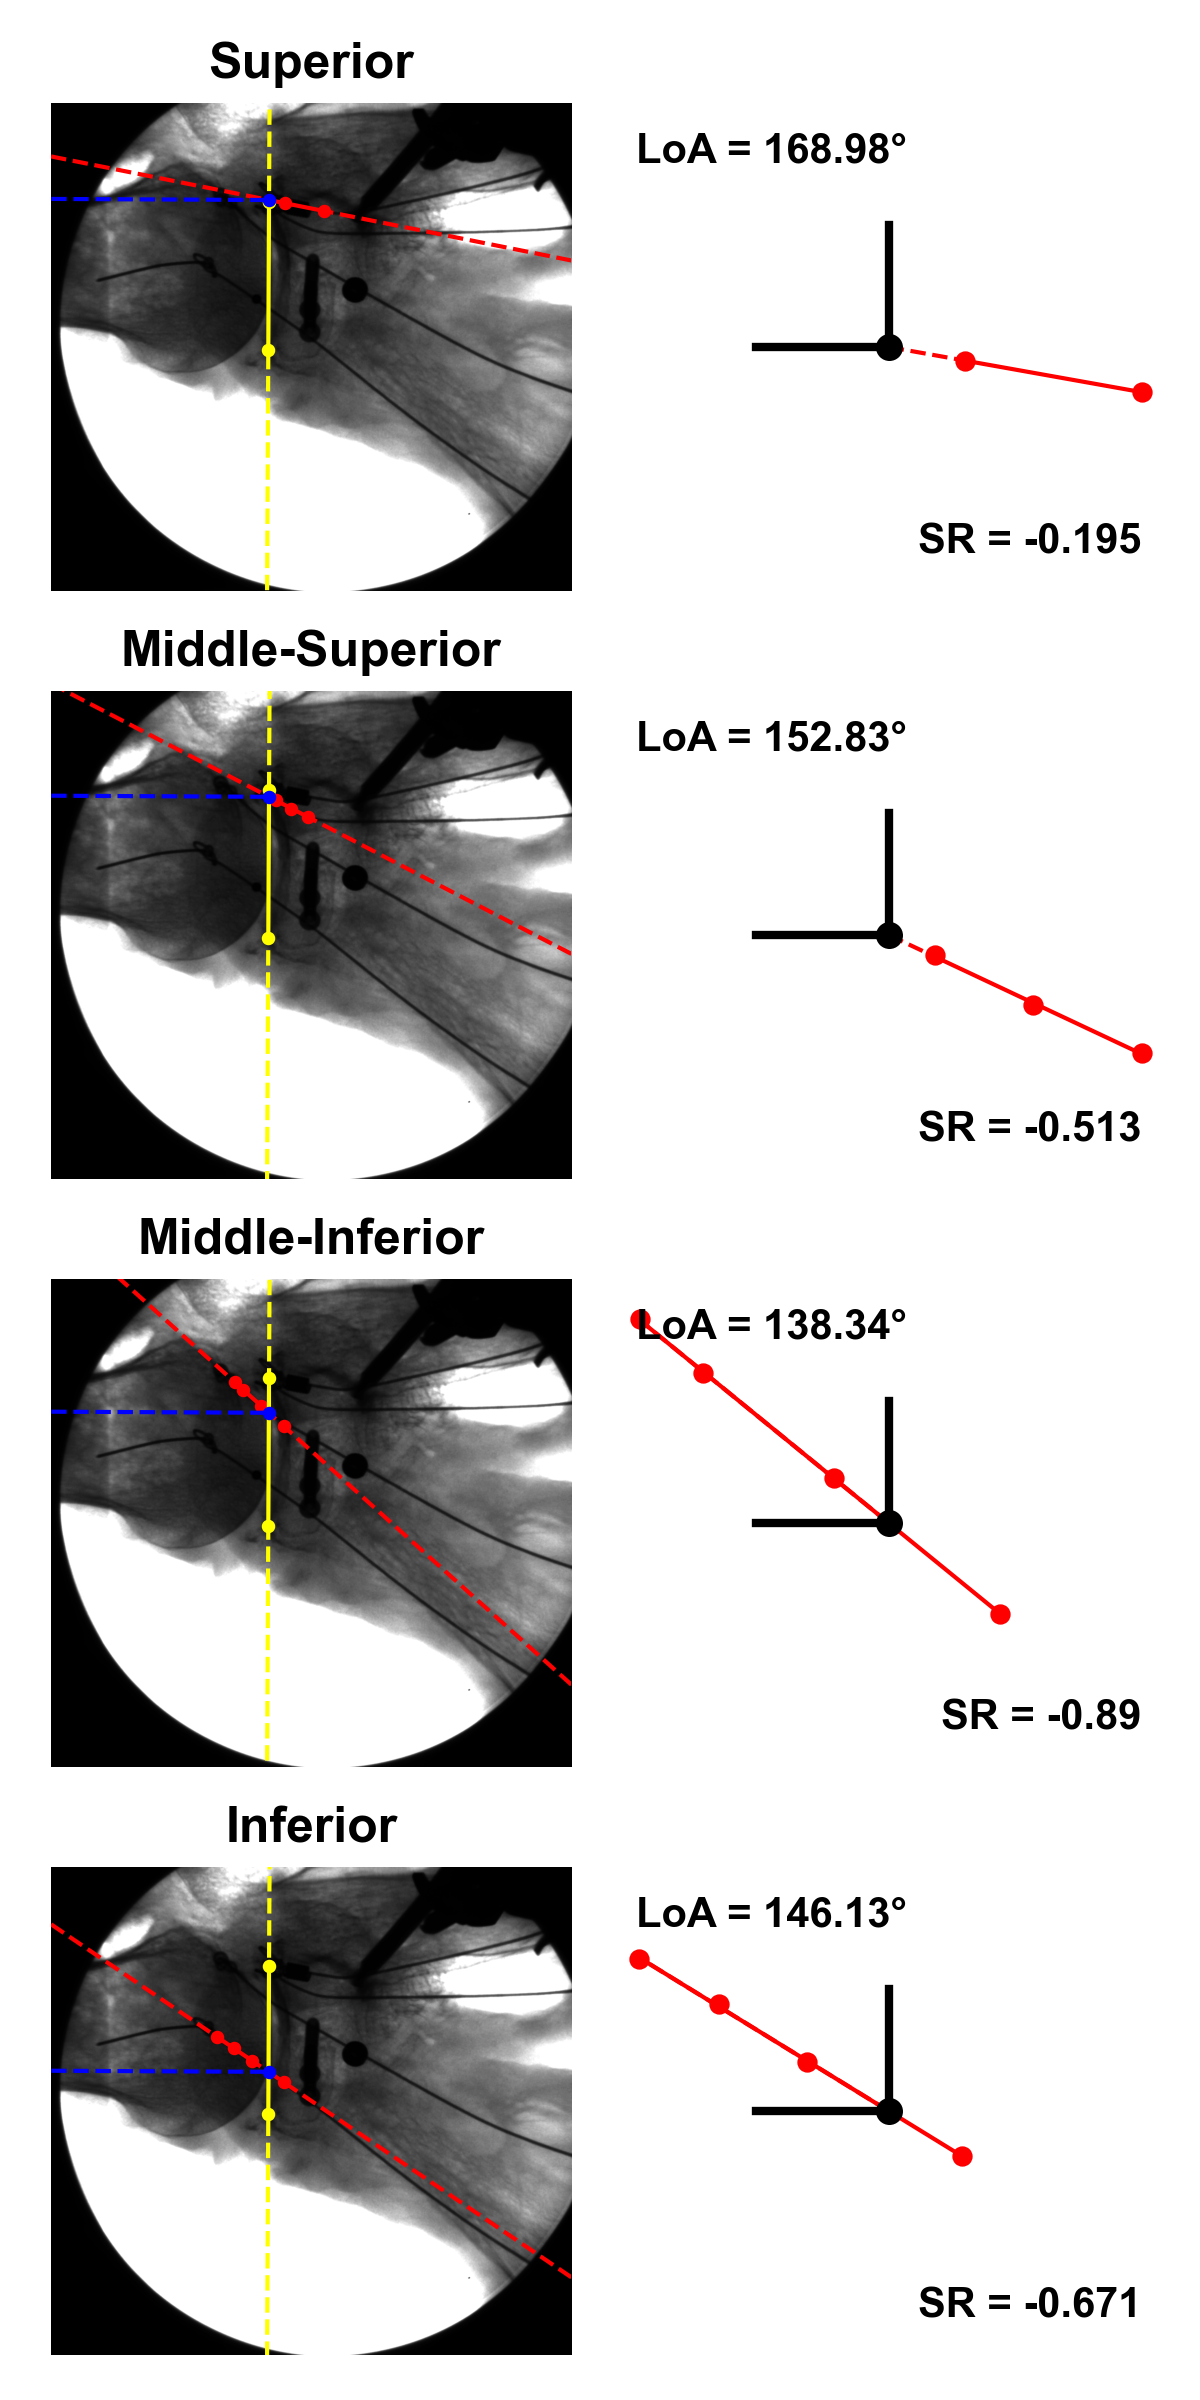 Superior
LoA = 168.98°
SR = -0.195
Middle-Superior
LoA = 152.83°
SR = -0.513
Middle-Inferior
LoA = 138.34°
SR = -0.89
Inferior
LoA = 146.13°
SR = -0.671